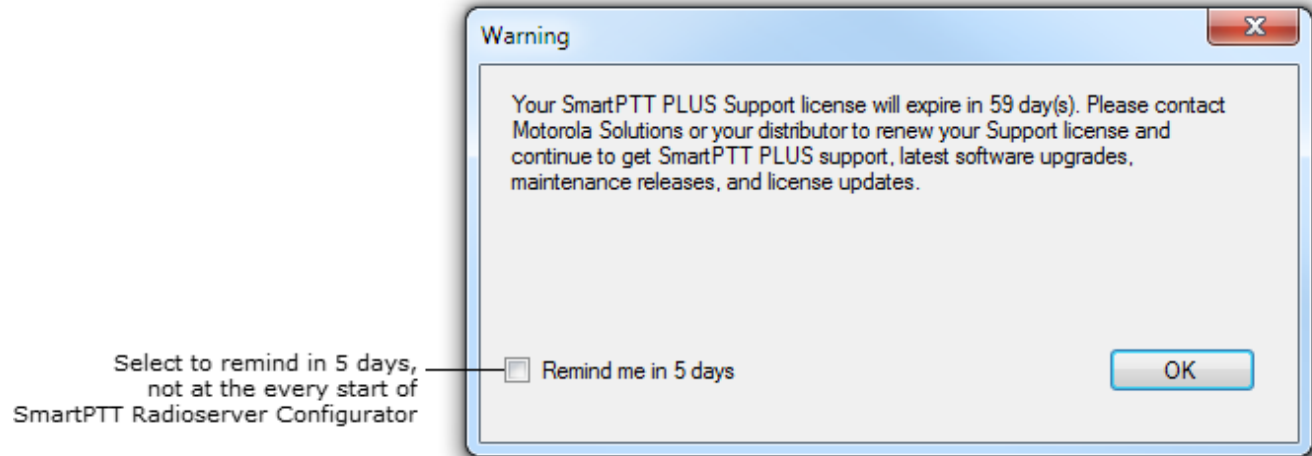 Warning
Your SmartPTT PLUS Support license will expire in 59 day(s). Please contact
Motorola Solutions or your distributor to renew your Support license and
continue to get SmartPTT PLUS support, latest software upgrades,
maintenance releases, and license updates.
Select to remind in 5 days,
not at the every start of
SmartPTT Radioserver Configurator
Remind me in 5 days
OK